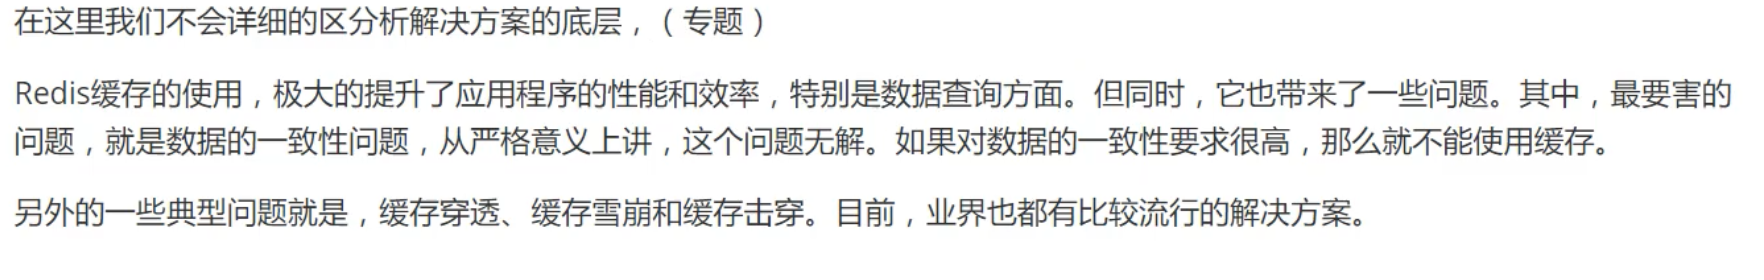 在这里我们不会详细的区分析解决方案的底层，（专题）
Redis缓存的使用，极大的提升了应用程序的性能和效率，特别是数据查询方面。但同时，它也带来了一些问题。其中，最要害的
问题，就是数据的一致性问题，从严格意义上讲，这个问题无解。如果对数据的一致性要求很高，那么就不能使用缓存。
另外的一些典型问题就是，缓存穿透、缓存雪崩和缓存击穿。目前，业界也都有比较流行的解决方案。